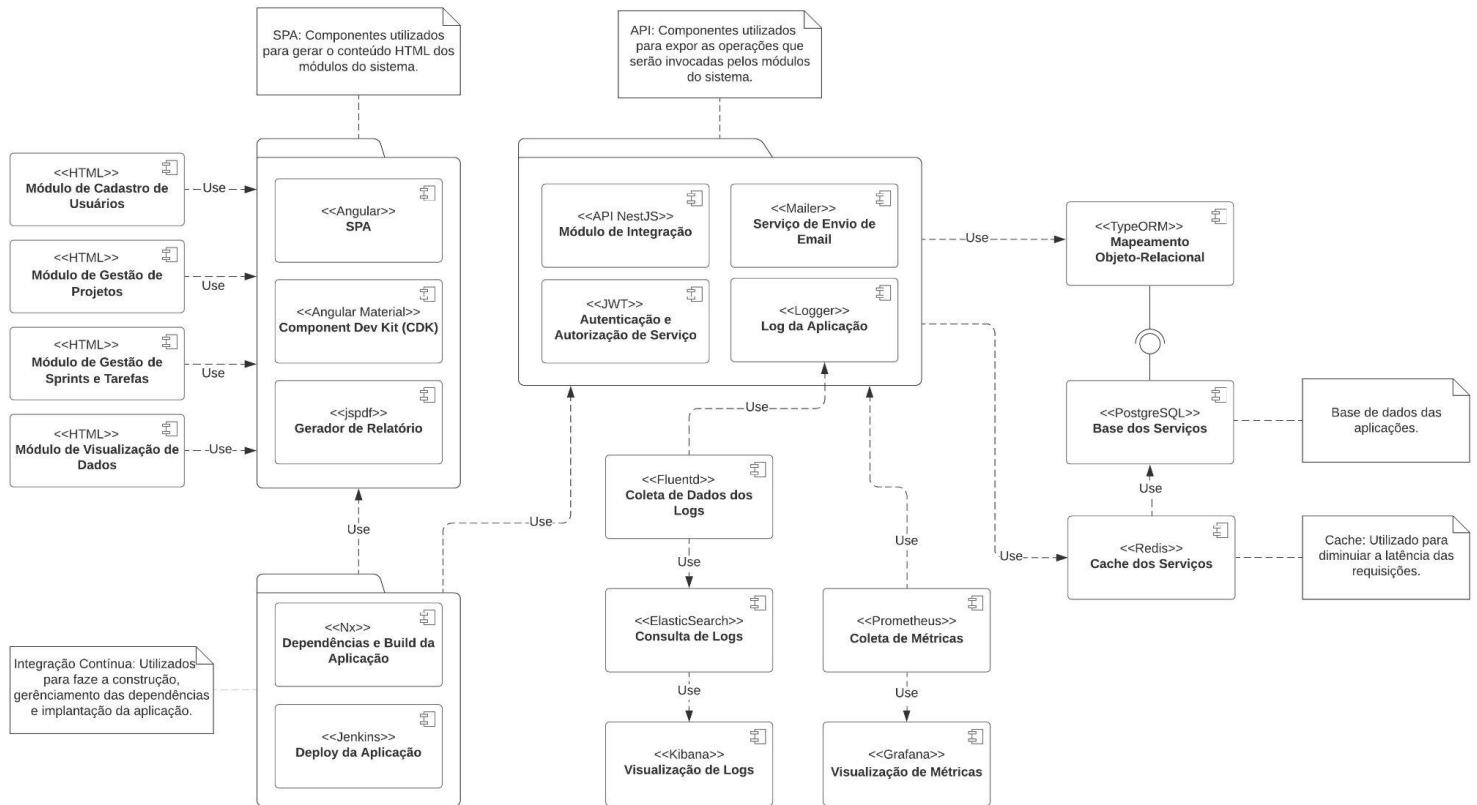 SPA: Componentes utilizados
para gerar o conteúdo HTML dos
módulos do sistema.
API: Componentes utilizados
para expor as operações que
serão invocadas pelos módulos
do sistema.
<<HTML>>
Módulo de Cadastro de
Usuários
Use
<<HTML>>
Módulo de Gestão de
Projetos
Use
<<HTML>>
Módulo de Gestão de
Sprints e Tarefas
Use
<<HTML>>
Módulo de Visualização de
Dados
Use
<<Angular>>
SPA
<<Angular Material>>
Component Dev Kit (CDK)
<<jspdf>>
Gerador de Relatório
<<API NestJS>>
Módulo de Integração
<<Mailer>>
Serviço de Envio de
Email
<<JWT>>
Autenticação e
Autorização de Serviço
<<Logger>>
Log da Aplicação
Use
<<TypeORM>>
Mapeamento
Objeto-Relacional
<<PostgreSQL>>
Base dos Serviços
Base de dados das
aplicações.
Use
Use
<<Redis>>
Cache dos Serviços
Cache: Utilizado para
diminuiar a latência das
requisições.
Use
<<Fluentd>>
Coleta de Dados dos
Logs
Use
Use
Use
Use
<<ElasticSearch>>
Consulta de Logs
<<Prometheus>>
Coleta de Métricas
Use
Use
<<Kibana>>
Visualização de Logs
<<Grafana>>
Visualização de Métricas
<<Nx>>
Dependências e Build da
Aplicação
<<Jenkins>>
Deploy da Aplicação
Integração Contínua: Utilizados
para faze a construção,
gerênciamento das dependências
e implantação da aplicação.